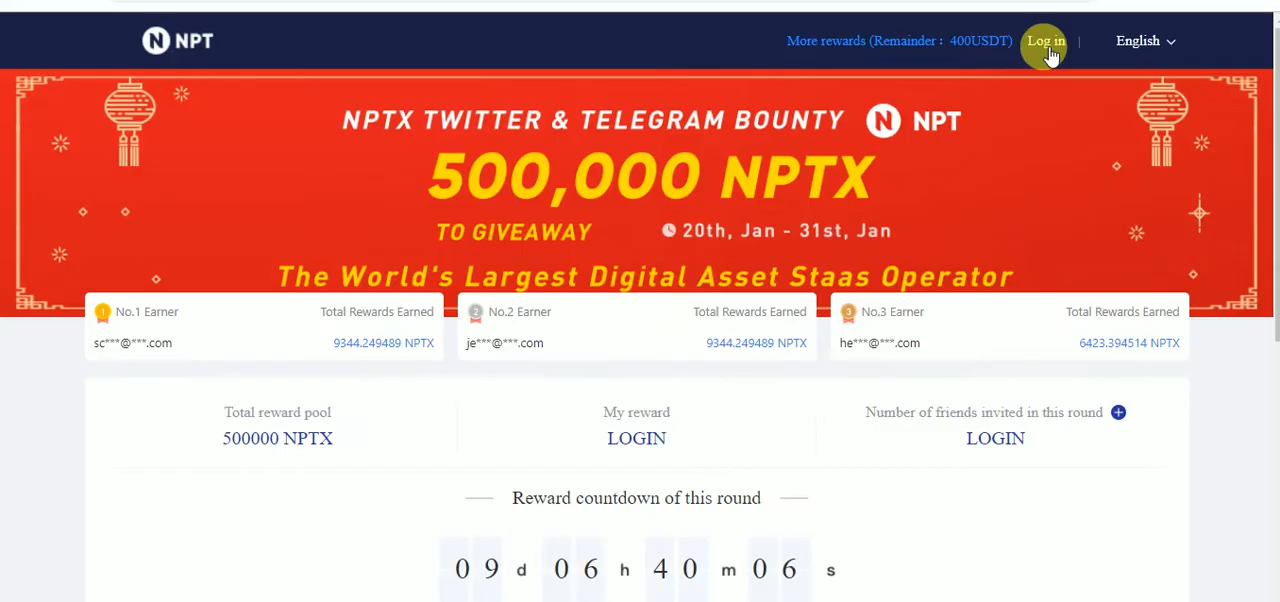 NPT
More rewards (Remainder : 400USDT) Log in | English
NPTX TWITTER & TELEGRAM BOUNTY NPT
500,000 NPTX
TO GIVEAWAY 20th, Jan - 31st, Jan
The World's Largest Digital Asset Staas Operator
1 No.1 Earner Total Rewards Earned
sc***@***.com 9344.249489 NPTX
2 No.2 Earner Total Rewards Earned
je***@***.com 9344.249489 NPTX
3 No.3 Earner Total Rewards Earned
he***@***.com 6423.394514 NPTX
Total reward pool
500000 NPTX
My reward
LOGIN
Number of friends invited in this round
LOGIN
Reward countdown of this round
09 d 06 h 40 m 06 s